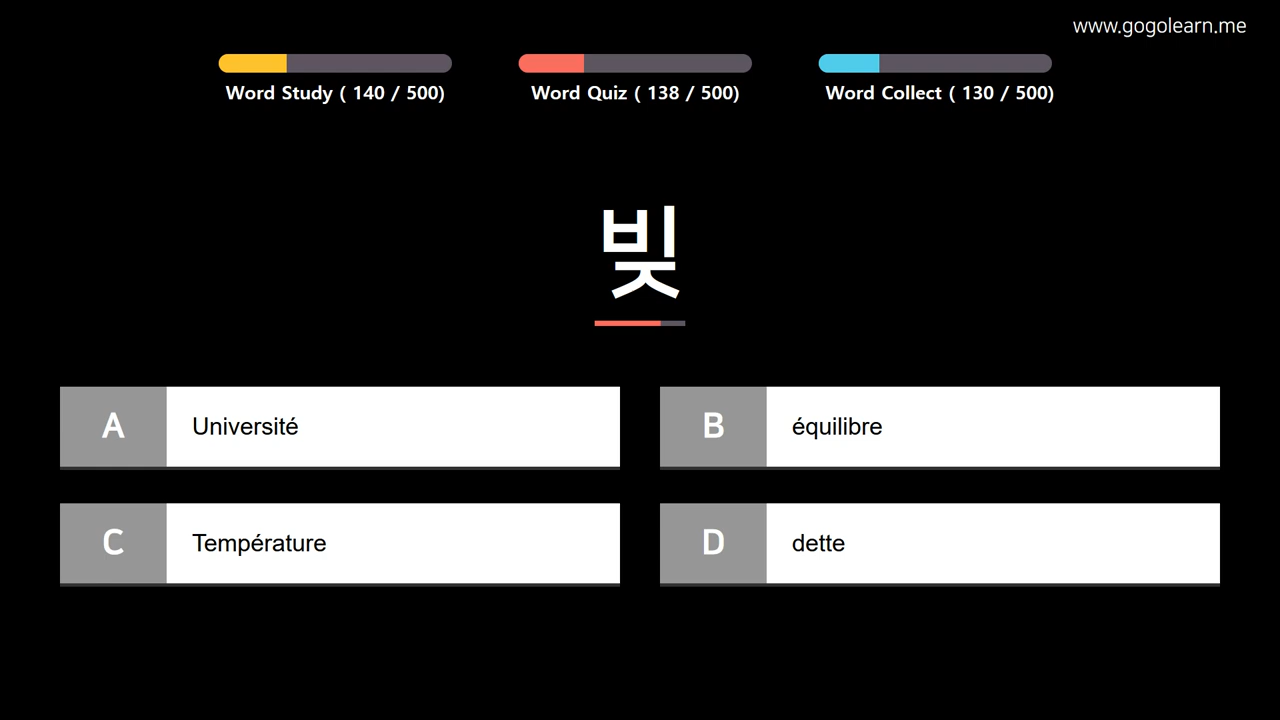 www.gogolearn.me
Word Study ( 140 / 500)
Word Quiz ( 138 / 500)
Word Collect ( 130 / 500)
빚
A Université
B équilibre
C Température
D dette